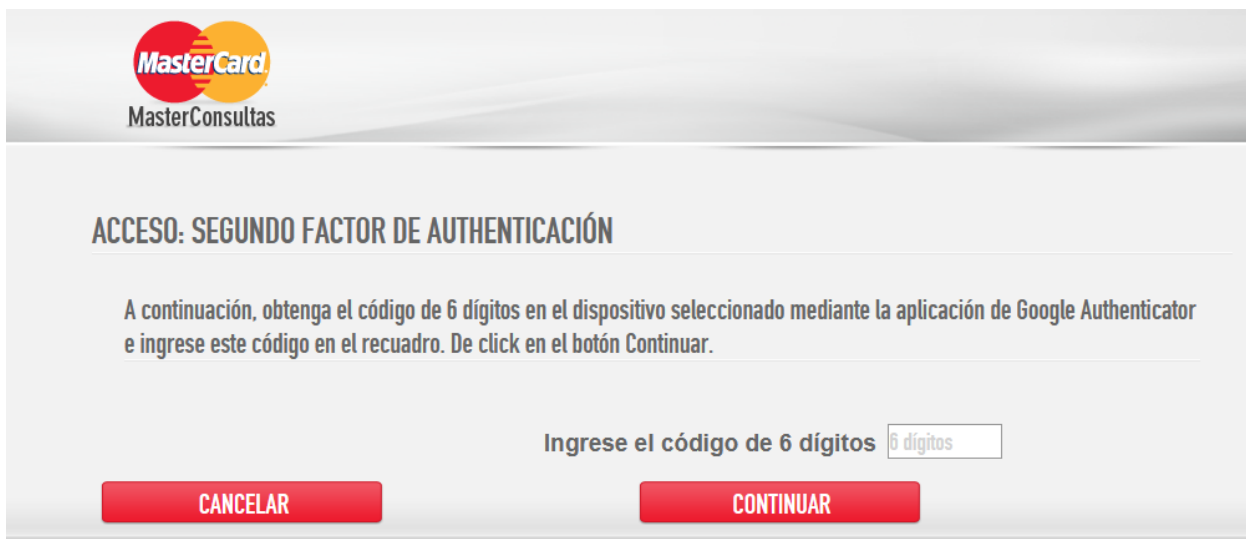 MasterCard
MasterConsultas
ACCESO: SEGUNDO FACTOR DE AUTHENTICACIÓN
A continuación, obtenga el código de 6 dígitos en el dispositivo seleccionado mediante la aplicación de Google Authenticator
e ingrese este código en el recuadro. De click en el botón Continuar.
Ingrese el código de 6 dígitos 6 dígitos
CANCELAR CONTINUAR